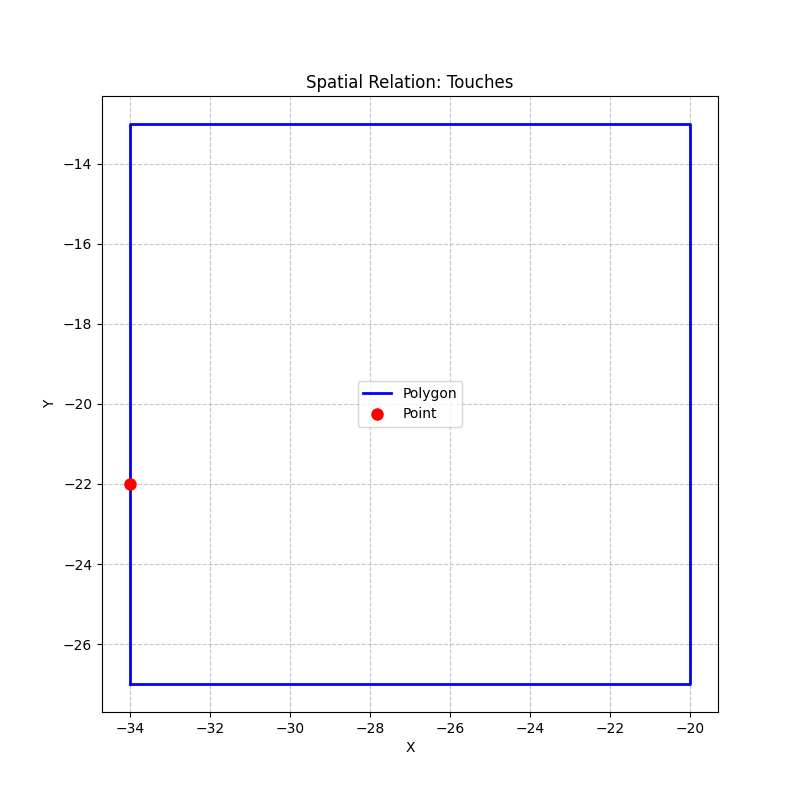 Spatial Relation: Touches
Y
−14
−16
−18
−20
−22
−24
−26
Polygon
Point
−34 −32 −30 −28 −26 −24 −22 −20
X